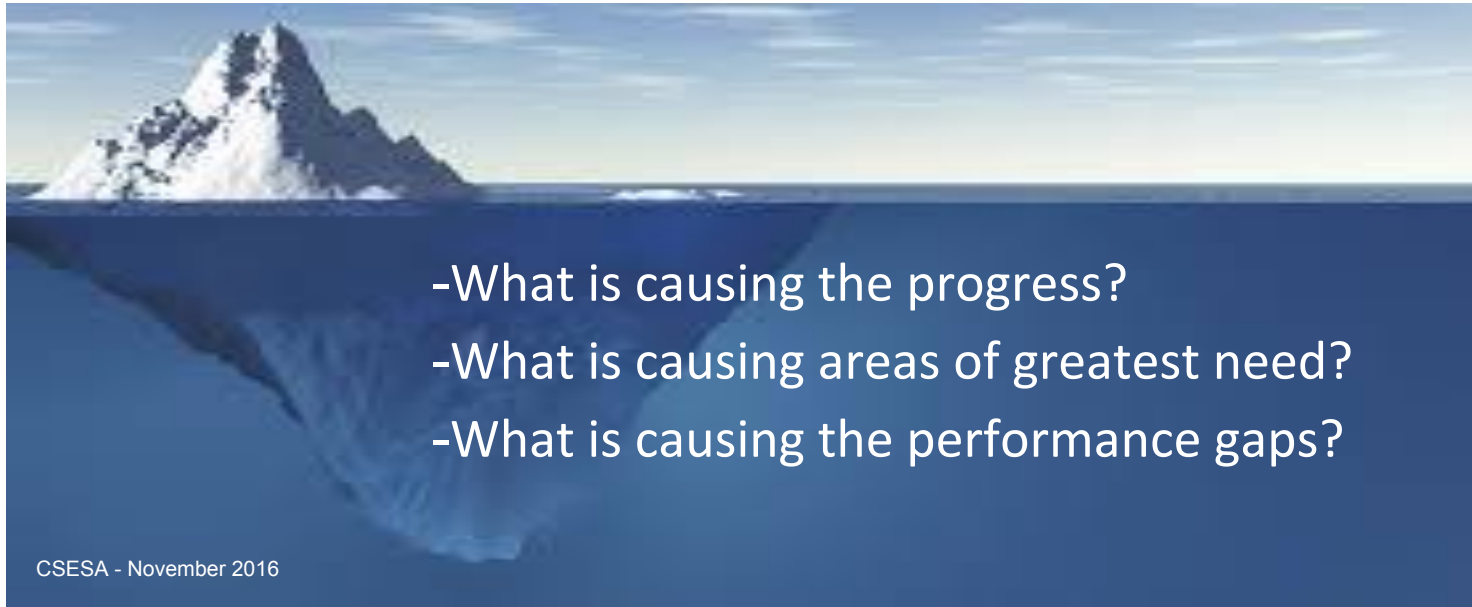 -What is causing the progress?
-What is causing areas of greatest need?
-What is causing the performance gaps?
CSESA - November 2016